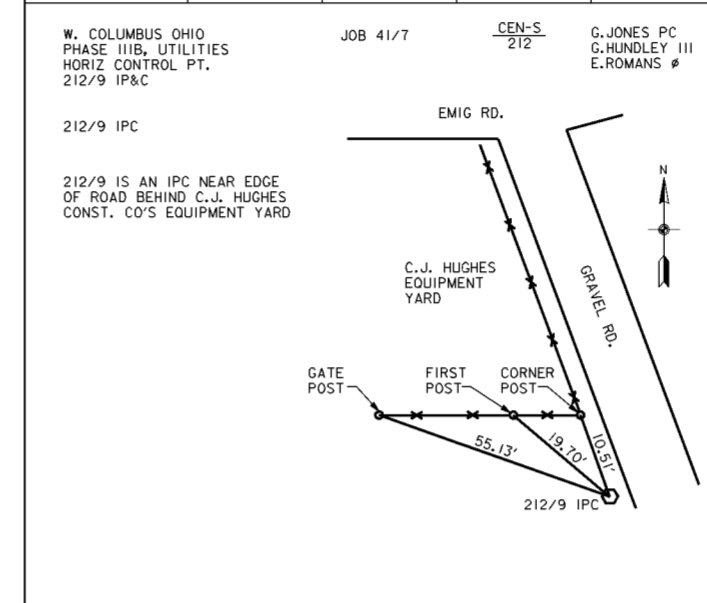 W. COLUMBUS OHIO
PHASE IIIB, UTILITIES
HORIZ CONTROL PT.
212/9 IP&C
JOB 41/7
CEN-S
212
G.JONES PC
G.HUNDLEY III
E.ROMANS ø
212/9 IPC
212/9 IS AN IPC NEAR EDGE
OF ROAD BEHIND C.J. HUGHES
CONST. CO'S EQUIPMENT YARD
EMIG RD.
N
C.J. HUGHES
EQUIPMENT
YARD
GRAVEL RD.
GATE
POST
FIRST
POST
CORNER
POST
55.13'
19.70'
10.51'
212/9 IPC